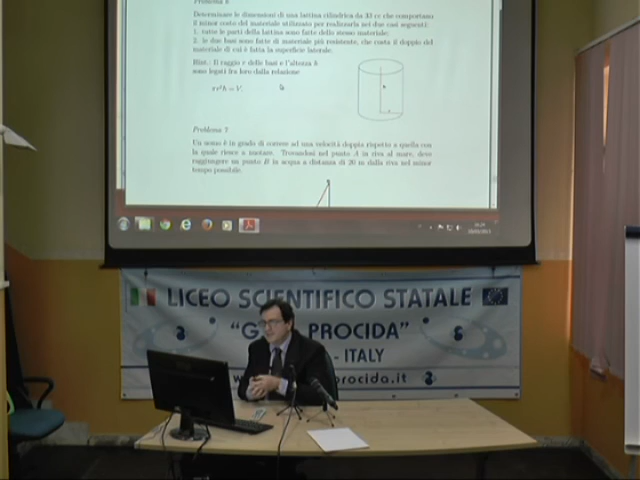 Problema 6
Determinare le dimensioni di una lattina cilindrica da 33 cc che comportano
il minor costo del materiale utilizzato per realizzarla nei due casi seguenti:
1. tutte le parti della lattina sono fatte dello stesso materiale;
2. le due basi sono fatte di materiale più resistente, che costa il doppio del
materiale di cui è fatta la superficie laterale.
Hint.: Il raggio r delle basi e l'altezza h
sono legati fra loro dalla relazione
πr²h = V.
Problema 7
Un uomo è in grado di correre ad una velocità doppia rispetto a quella con
la quale riesce a nuotare. Trovandosi nel punto A in riva al mare, deve
raggiungere un punto B in acqua a distanza di 20 m dalla riva nel minor
tempo possibile.
LICEO SCIENTIFICO STATALE
"G. PROCIDA"
- ITALY
procida.it